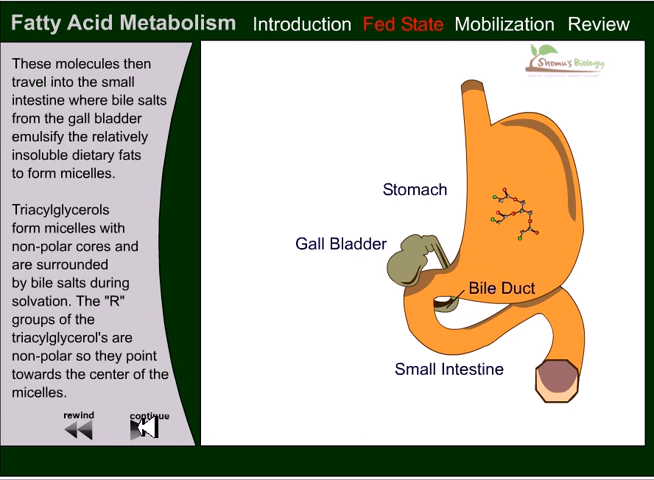 Fatty Acid Metabolism Introduction Fed State Mobilization Review
These molecules then
travel into the small
intestine where bile salts
from the gall bladder
emulsify the relatively
insoluble dietary fats
to form micelles.
Triacylglycerols
form micelles with
non-polar cores and
are surrounded
by bile salts during
solvation. The "R"
groups of the
triacylglycerol's are
non-polar so they point
towards the center of the
micelles.
rewind
continue
Shomu's Biology
Stomach
Gall Bladder
Bile Duct
Small Intestine